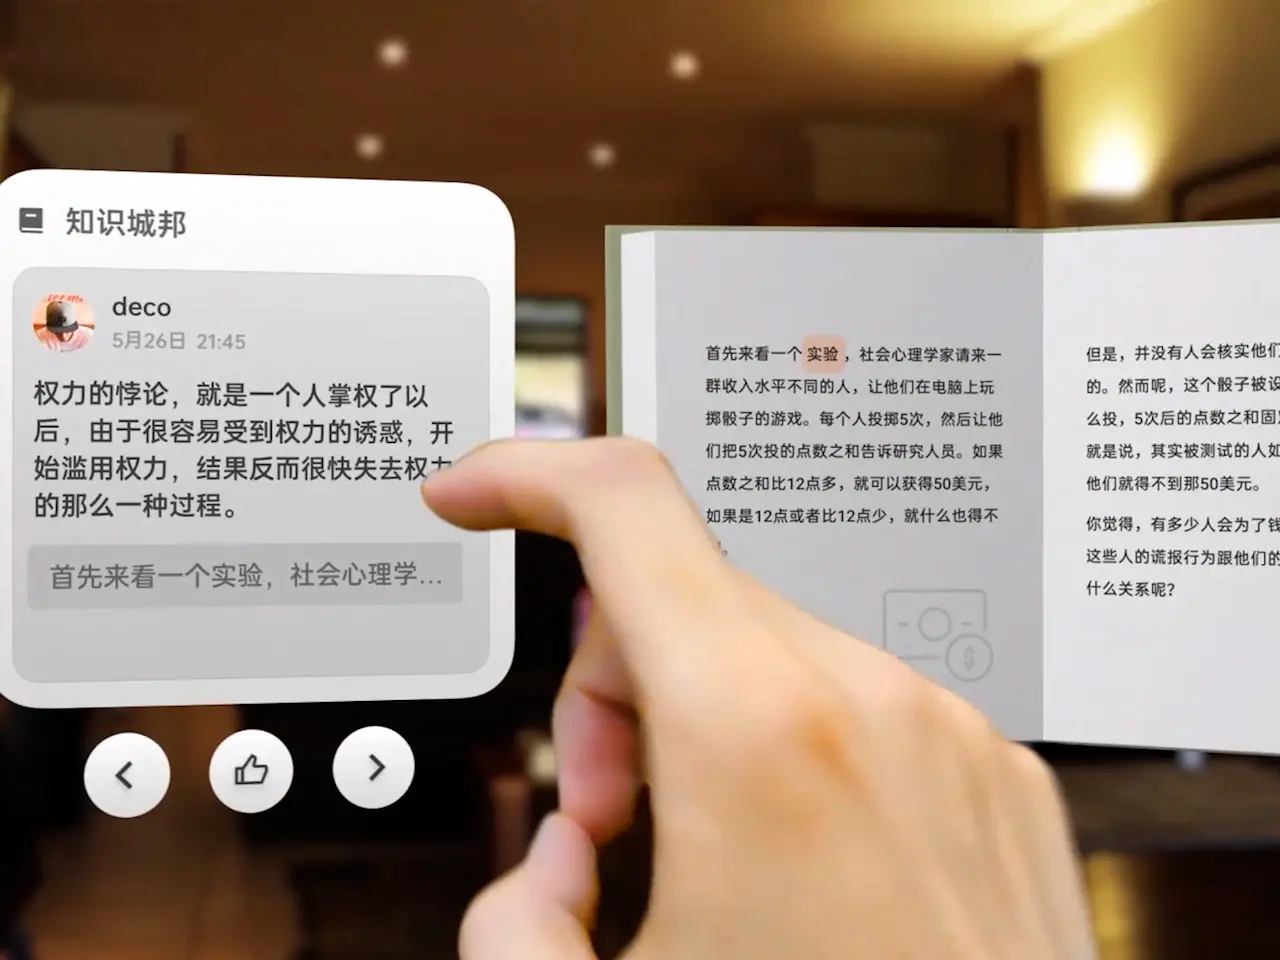 知识城邦
deco
5月26日 21:45
权力的悖论，就是一个人掌权了以
后，由于很容易受到权力的诱惑，开
始滥用权力，结果反而很快失去权力
的那么一种过程。
首先来看一个实验，社会心理学...
首先来看一个实验，社会心理学家请来一
群收入水平不同的人，让他们在电脑上玩
掷骰子的游戏。每个人投掷5次，然后让他
们把5次投的点数之和告诉研究人员。如果
点数之和比12点多，就可以获得50美元，
如果是12点或者比12点少，就什么也得不
。
但是，并没有人会核实他们
的。然而呢，这个骰子被设
么投，5次后的点数之和固
就是说，其实被测试的人如
他们就得不到那50美元。
你觉得，有多少人会为了钱
这些人的谎报行为跟他们的
什么关系呢？